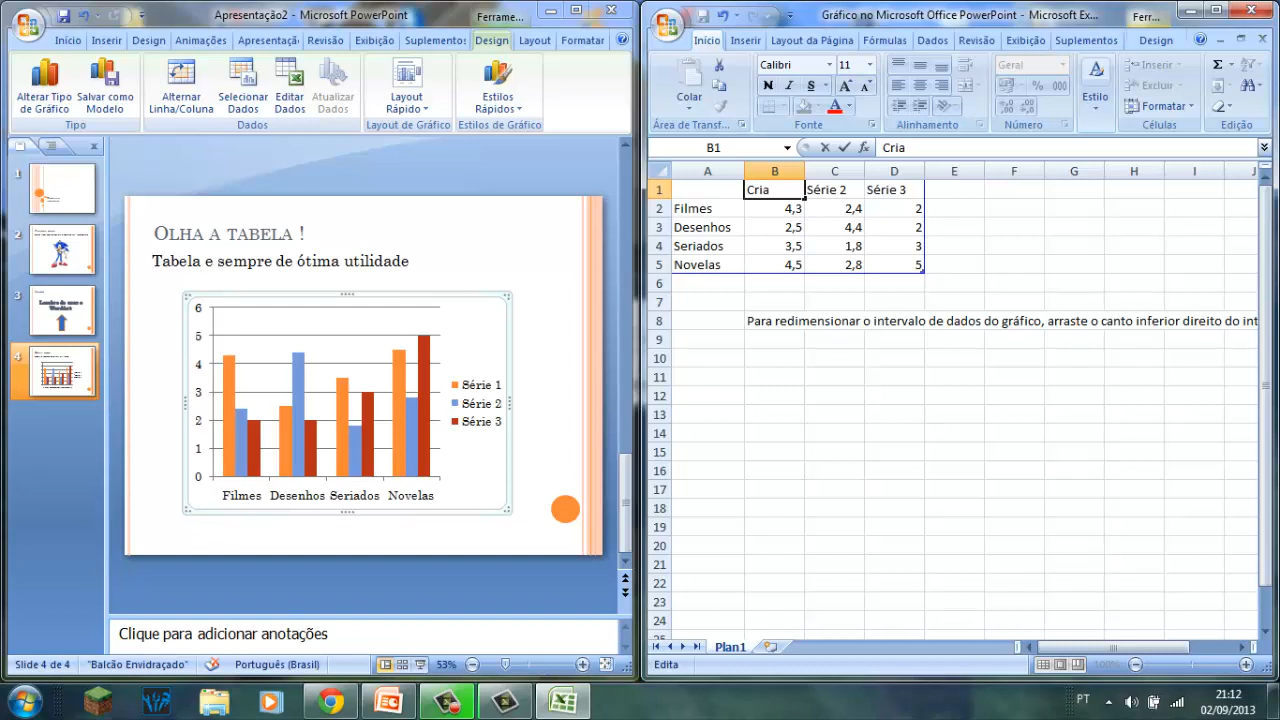 Apresentação2 - Microsoft PowerPoint
Ferrame...
Início Inserir Design Animações Apresentação Revisão Exibição Suplementos Design Layout Formatar
Alterar Tipo de Gráfico
Salvar como Modelo
Alternar Linha/Coluna
Selecionar Dados
Editar Dados
Atualizar Dados
Layout Rápido
Estilos Rápidos
Tipo Dados Layout de Gráfico Estilos de Gráfico
1
2
3
4
OLHA A TABELA !
Tabela e sempre de ótima utilidade
6
5
4
3
2
1
0
Filmes Desenhos Seriados Novelas
Série 1
Série 2
Série 3
Clique para adicionar anotações
Slide 4 de 4 "Balcão Envidraçado" Português (Brasil) 53%
Gráfico no Microsoft Office PowerPoint - Microsoft Ex...
Ferr...
Início Inserir Layout da Página Fórmulas Dados Revisão Exibição Suplementos Design
Colar
Calibri 11
N I S
Geral
% 000
Estilo
Inserir
Excluir
Formatar
Área de Transf... Fonte Alinhamento Número Células Edição
B1 fx Cria
A B C D E F G H I J
1 Cria Série 2 Série 3
2 Filmes 4,3 2,4 2
3 Desenhos 2,5 4,4 2
4 Seriados 3,5 1,8 3
5 Novelas 4,5 2,8 5
6
7
8 Para redimensionar o intervalo de dados do gráfico, arraste o canto inferior direito do int
9
10
11
12
13
14
15
16
17
18
19
20
21
22
23
24
25
Plan1
Edita 100%
PT 21:12
02/09/2013